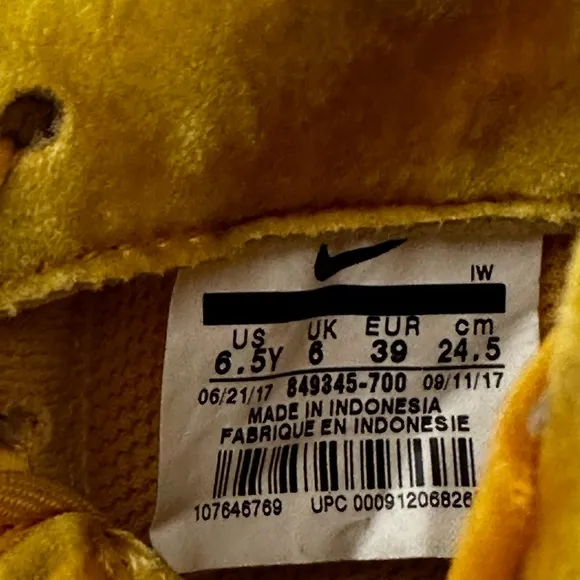 IW
US UK EUR cm
6.5Y 6 39 24.5
06/21/17 849345-700 09/11/17
MADE IN INDONESIA
FABRIQUE EN INDONESIE
107646769 UPC 00091206826